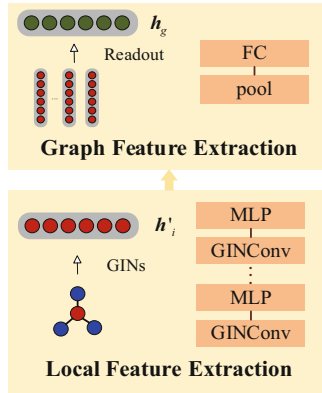 h_g
Readout
FC
pool
...
Graph Feature Extraction
h'_i
GINs
MLP
GINConv
⋮
MLP
GINConv
Local Feature Extraction